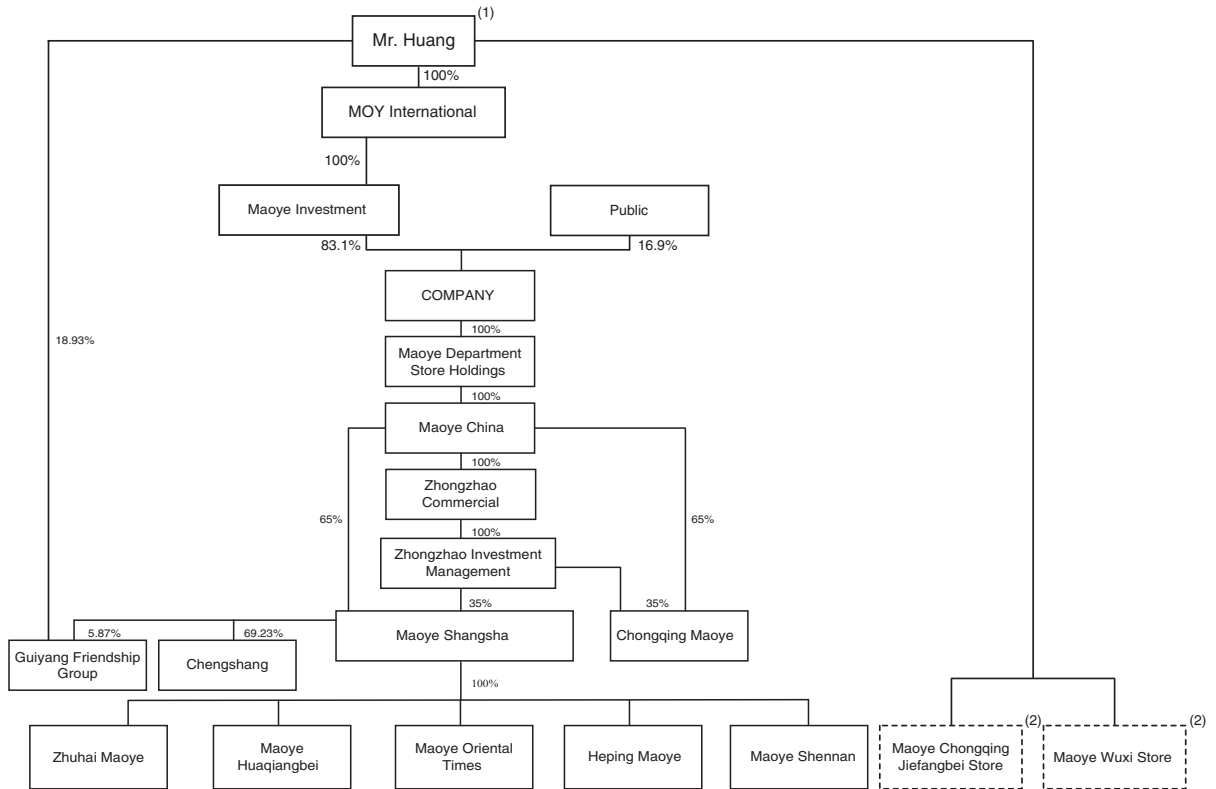 (1)
Mr. Huang
100%
MOY International
100%
Maoye Investment
Public
83.1%
16.9%
COMPANY
100%
18.93%
Maoye Department
Store Holdings
100%
Maoye China
100%
Zhongzhao
Commercial
65%
65%
100%
Zhongzhao Investment
Management
35%
35%
5.87%
69.23%
Maoye Shangsha
Chongqing Maoye
Guiyang Friendship
Group
Chengshang
100%
(2)
(2)
Zhuhai Maoye
Maoye
Huaqiangbei
Maoye Oriental
Times
Heping Maoye
Maoye Shennan
Maoye Chongqing
Jiefangbei Store
Maoye Wuxi Store